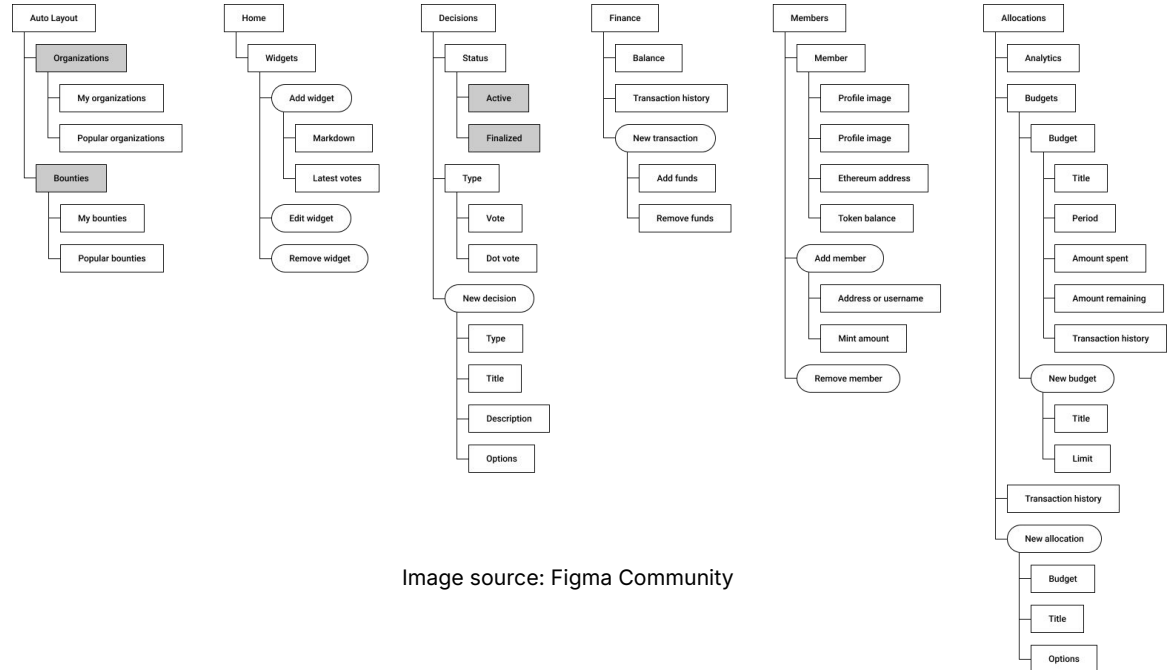 Auto Layout
Organizations
My organizations
Popular organizations
Bounties
My bounties
Popular bounties
Home
Widgets
Add widget
Markdown
Latest votes
Edit widget
Remove widget
Decisions
Status
Active
Finalized
Type
Vote
Dot vote
New decision
Type
Title
Description
Options
Finance
Balance
Transaction history
New transaction
Add funds
Remove funds
Members
Member
Profile image
Profile image
Ethereum address
Token balance
Add member
Address or username
Mint amount
Remove member
Allocations
Analytics
Budgets
Budget
Title
Period
Amount spent
Amount remaining
Transaction history
New budget
Title
Limit
Transaction history
New allocation
Budget
Title
Options
Image source: Figma Community